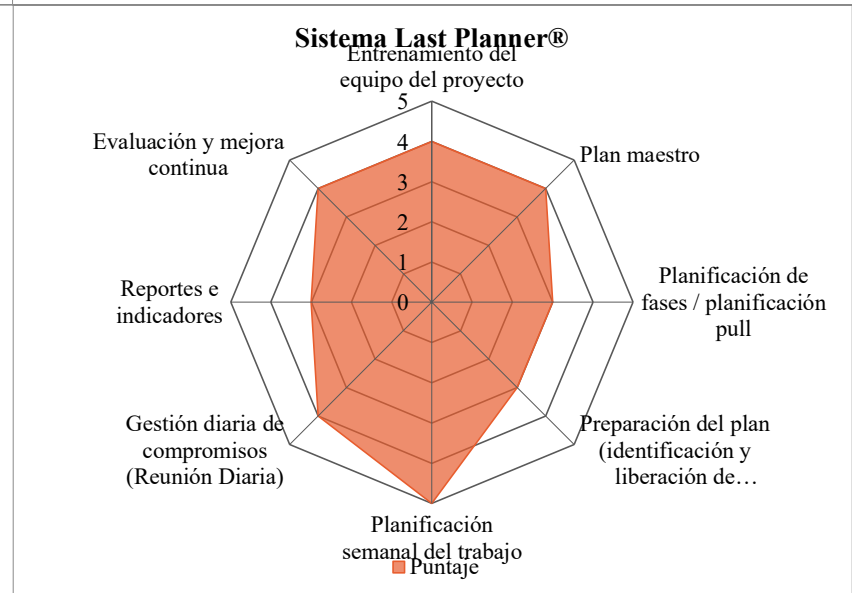 Sistema Last Planner®
Entrenamiento del
equipo del proyecto
5
4
3
2
1
0
Plan maestro
Planificación de
fases / planificación
pull
Preparación del plan
(identificación y
liberación de…
Planificación
semanal del trabajo
Gestión diaria de
compromisos
(Reunión Diaria)
Reportes e
indicadores
Evaluación y mejora
continua
Puntaje